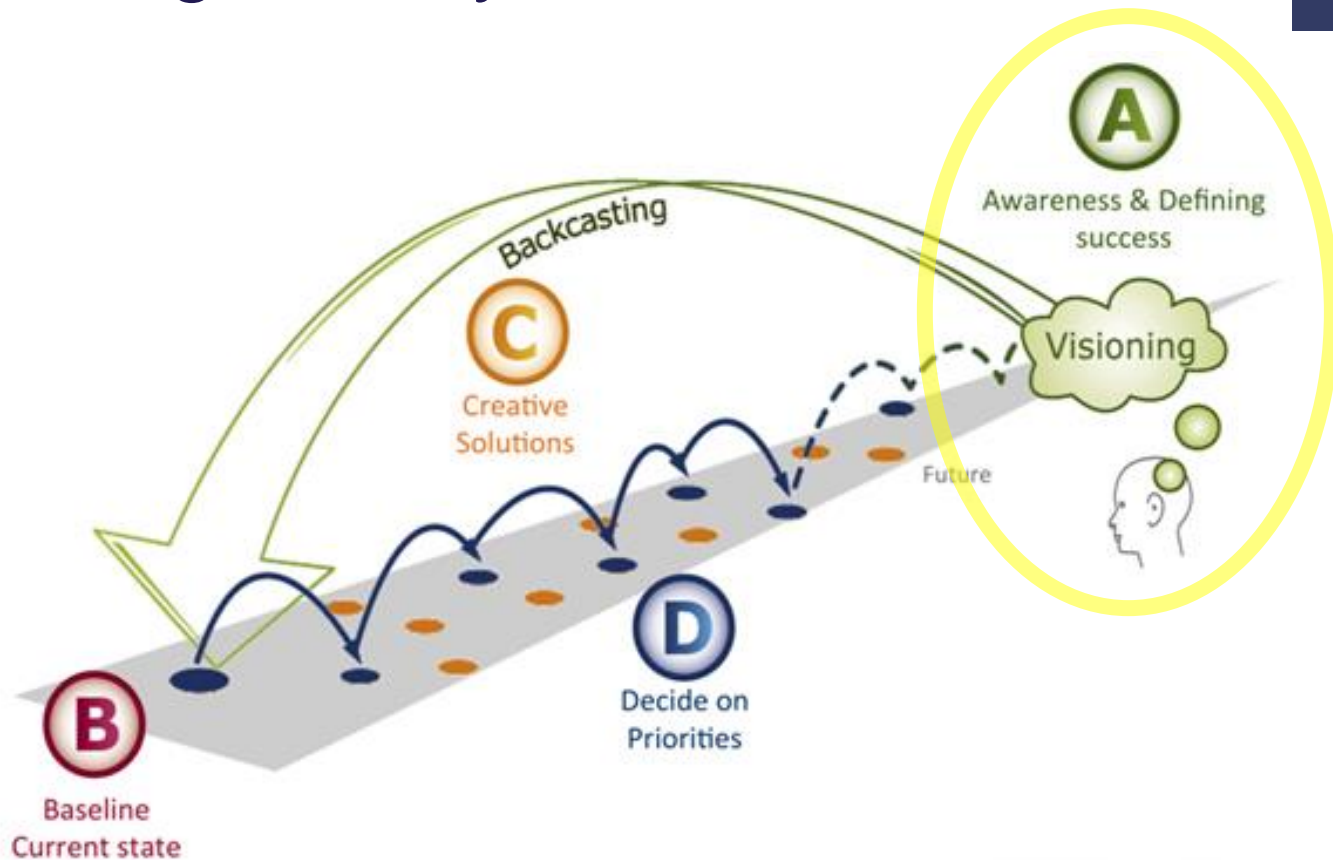 A
Awareness & Defining
success
Backcasting
C
Creative
Solutions
Visioning
Future
D
Decide on
Priorities
B
Baseline
Current state